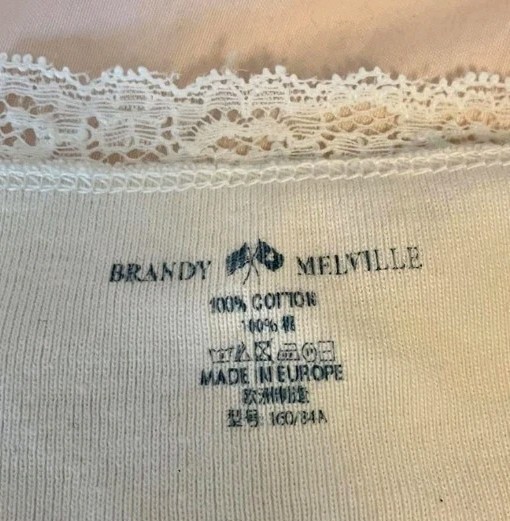 BRANDY MELVILLE
100% COTTON
100% 棉
MADE IN EUROPE
欧洲制造
型号: 160/84A